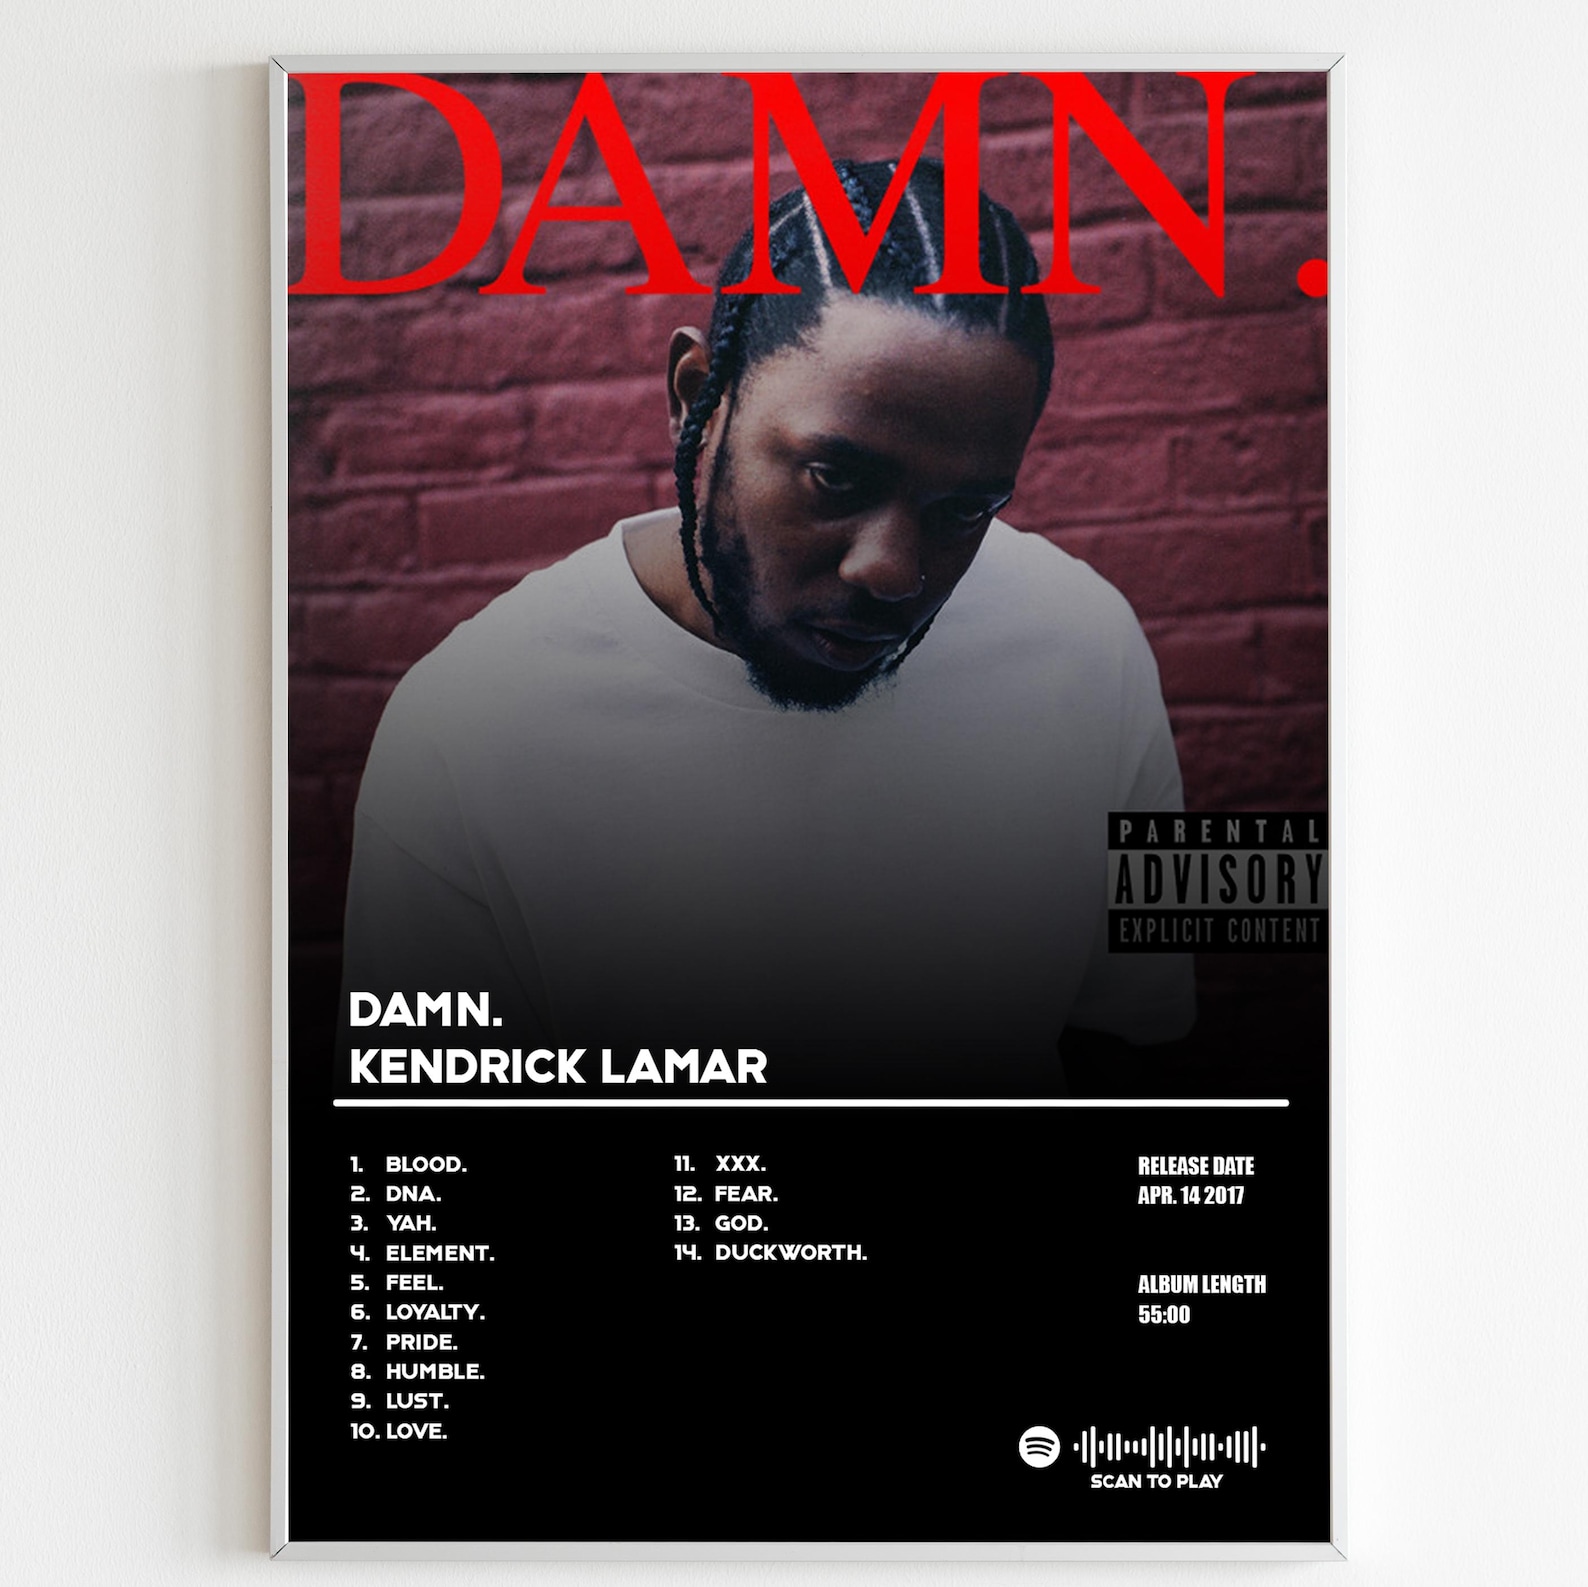 DAMN.
PARENTAL
ADVISORY
EXPLICIT CONTENT
DAMN.
KENDRICK LAMAR
1. BLOOD.
2. DNA.
3. YAH.
4. ELEMENT.
5. FEEL.
6. LOYALTY.
7. PRIDE.
8. HUMBLE.
9. LUST.
10. LOVE.
11. XXX.
12. FEAR.
13. GOD.
14. DUCKWORTH.
RELEASE DATE
APR. 14 2017
ALBUM LENGTH
55:00
SCAN TO PLAY